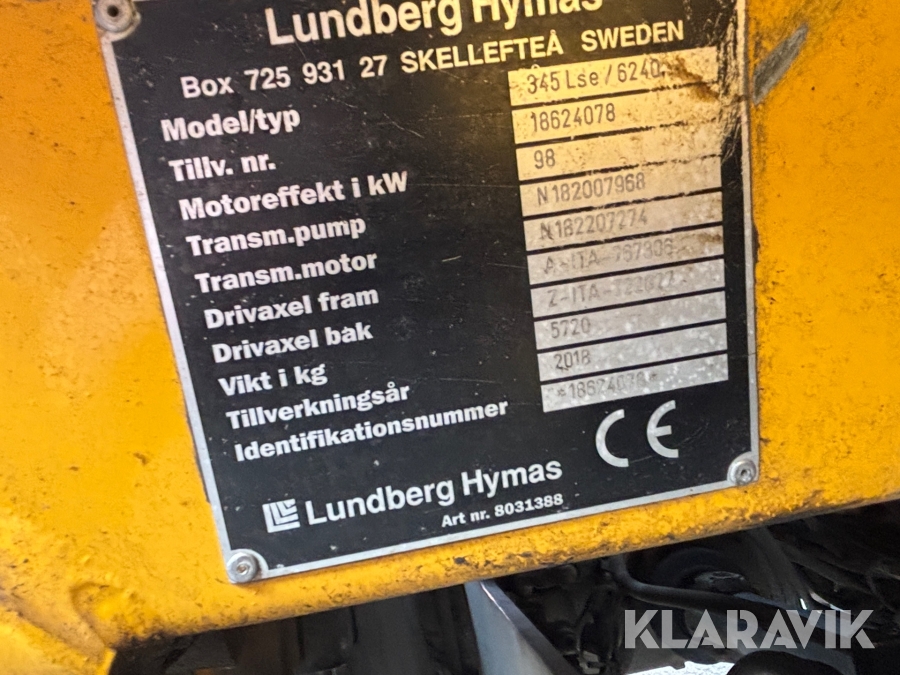 Lundberg Hymas
Box 725 931 27 SKELLEFTEÅ SWEDEN
Model/typ 345 Lse / 6240
Tillv. nr. 18624078
Motoreffekt i kW 98
Transm.pump N182007968
Transm.motor N182207274
Drivaxel fram
Drivaxel bak
Vikt i kg 5720
Tillverkningsår 2018
Identifikationsnummer *18624078*
CE
Lundberg Hymas
Art nr. 8031388
KLARAVIK